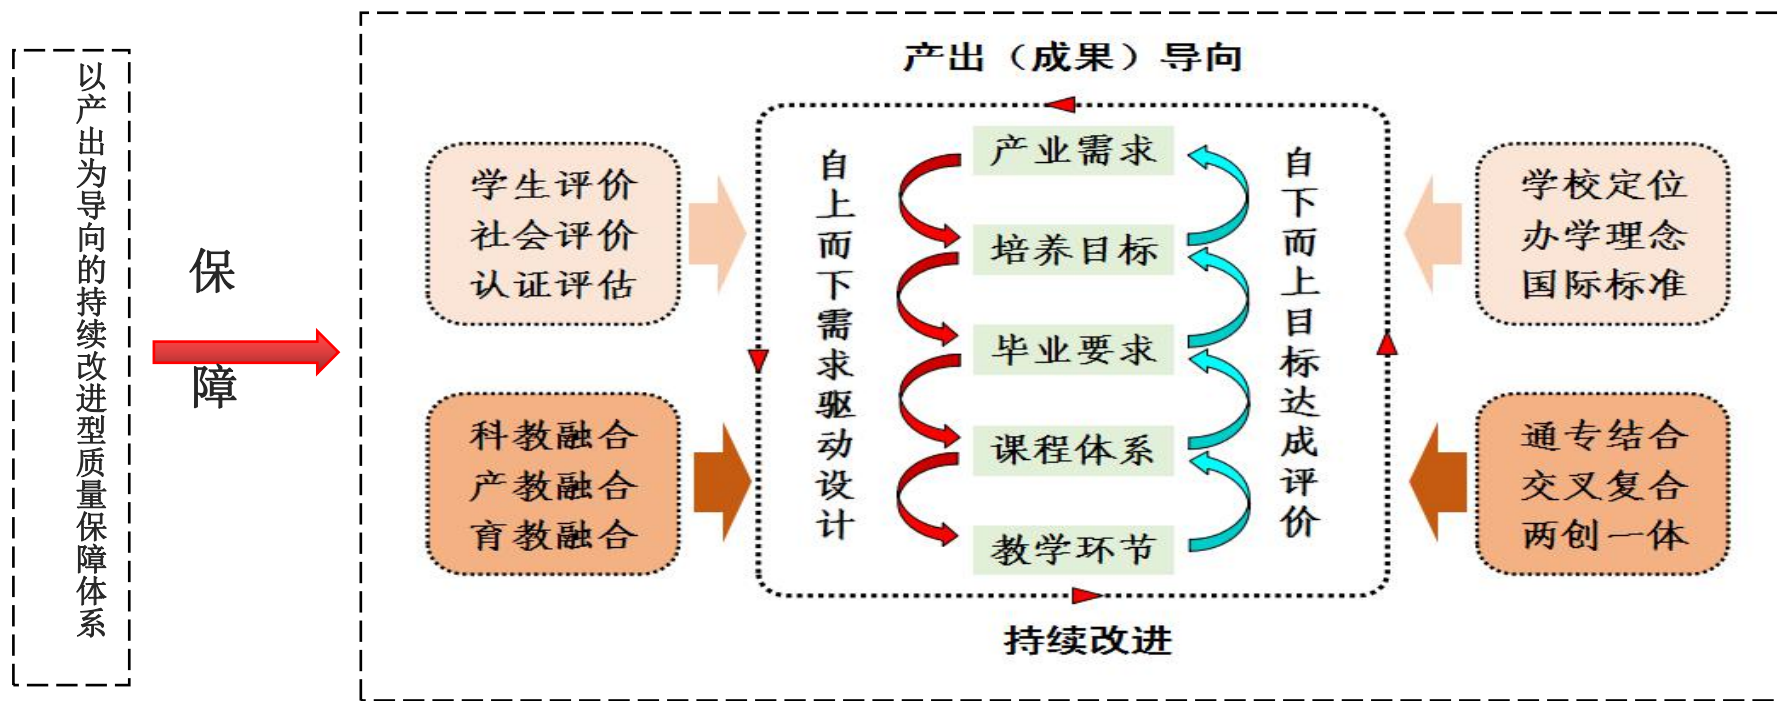 以产出为导向的持续改进型质量保障体系
保
障
产出（成果）导向
学生评价
社会评价
认证评估
科教融合
产教融合
育教融合
自上而下需求驱动设计
产业需求
培养目标
毕业要求
课程体系
教学环节
自下而上目标达成评价
学校定位
办学理念
国际标准
通专结合
交叉复合
两创一体
持续改进